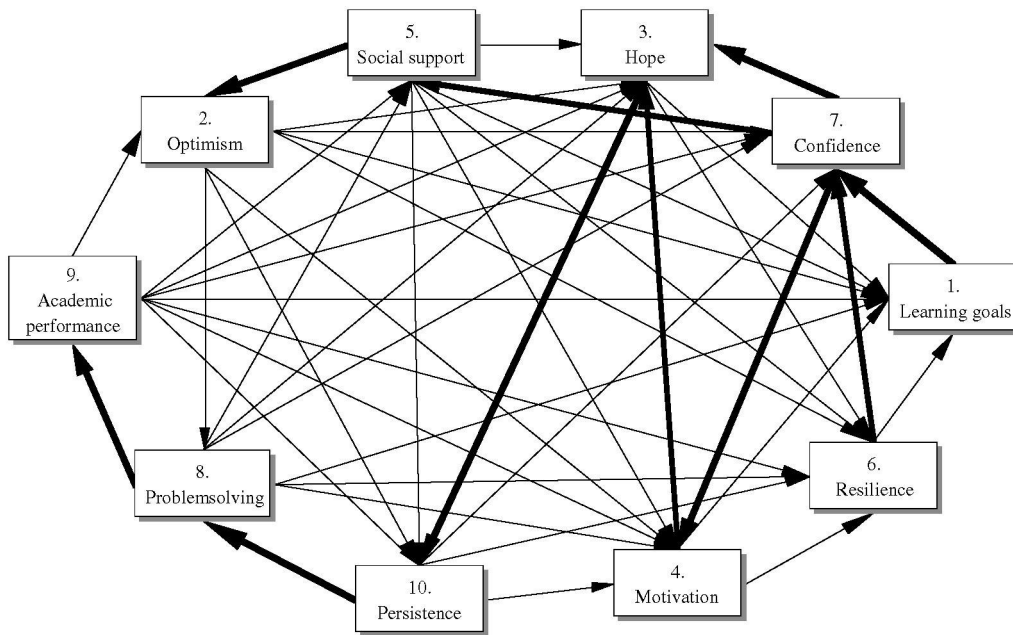 5.
Social support
3.
Hope
2.
Optimism
7.
Confidence
9.
Academic
performance
1.
Learning goals
8.
Problemsolving
6.
Resilience
10.
Persistence
4.
Motivation